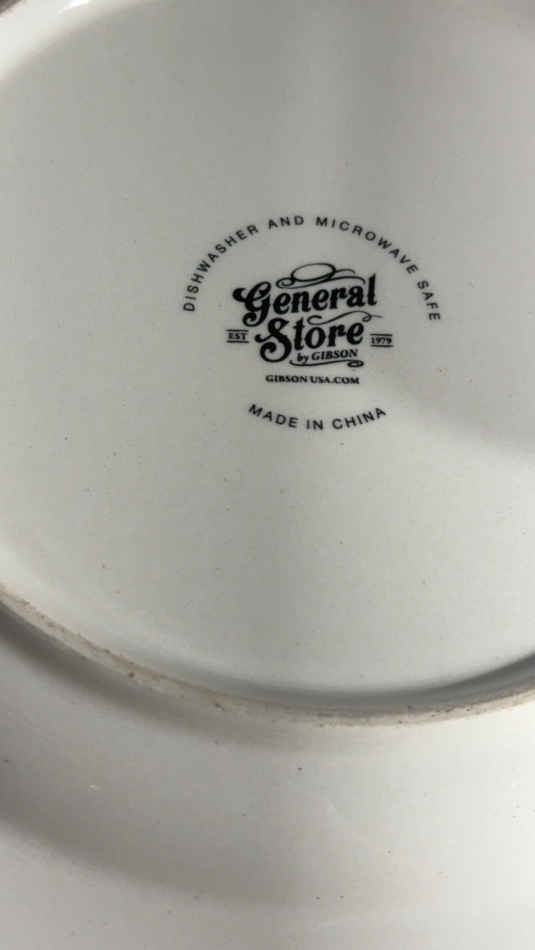 DISHWASHER AND MICROWAVE SAFE
General
EST Store 1979
by GIBSON
GIBSON USA.COM
MADE IN CHINA